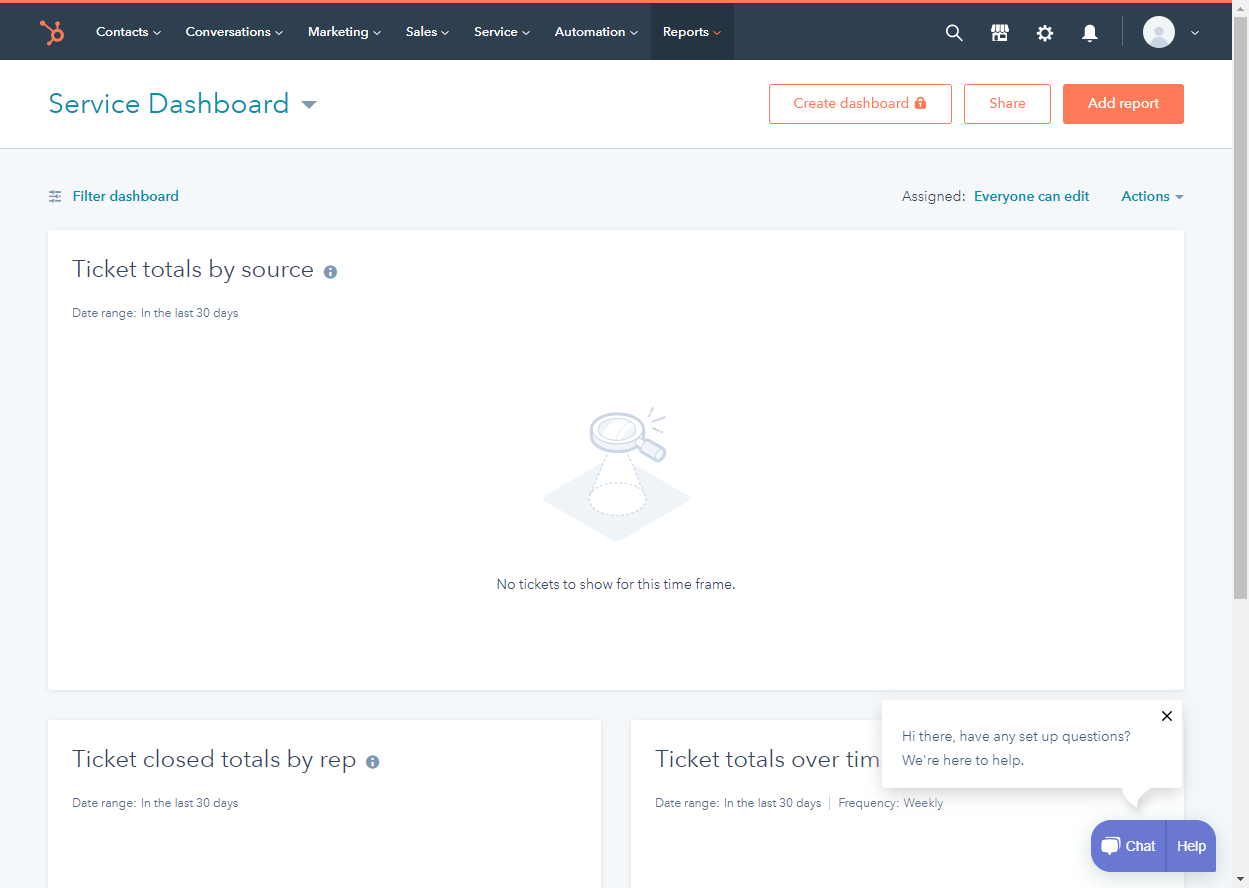 Contacts Conversations Marketing Sales Service Automation Reports
Service Dashboard
Create dashboard Share Add report
Filter dashboard
Assigned: Everyone can edit Actions
Ticket totals by source
Date range: In the last 30 days
No tickets to show for this time frame.
Ticket closed totals by rep
Date range: In the last 30 days
Ticket totals over tim
Date range: In the last 30 days Frequency: Weekly
Hi there, have any set up questions?
We're here to help.
Chat Help